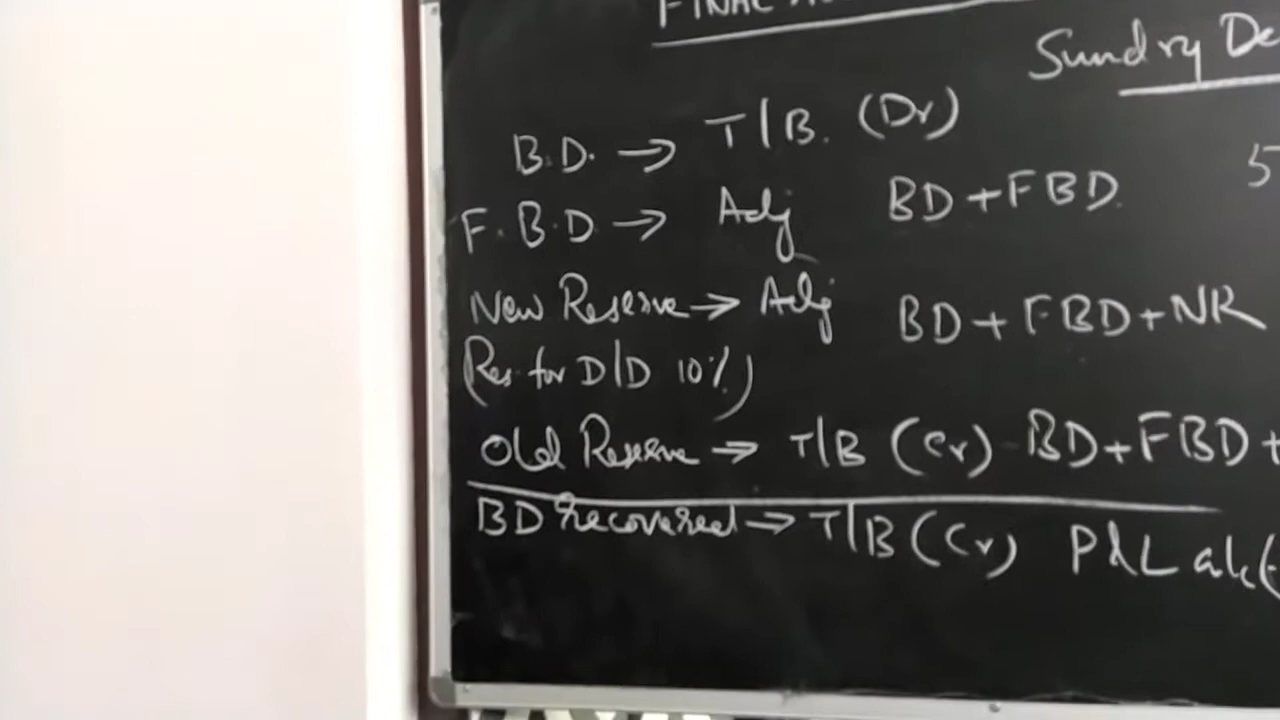 FINAL
Sundry De
B.D. → T/B. (Dr)
F.B.D → Adj BD+FBD 5
New Reserve → Adj BD+FBD+NR
(Res for D/D 10%)
Old Reserve → T/B (Cr) BD+FBD+
BD recovered → T/B (Cr) P&L a/c (